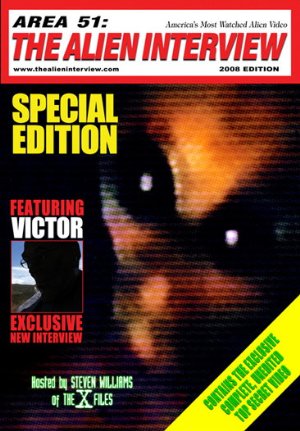 AREA 51:
America's Most Watched Alien Video
THE ALIEN INTERVIEW
www.thealieninterview.com
2008 EDITION
SPECIAL
EDITION
FEATURING
VICTOR
EXCLUSIVE
NEW INTERVIEW
Hosted by STEVEN WILLIAMS
of THE X FILES
CONTAINS THE EXCLUSIVE
COMPLETE, UNEDITED
TOP SECRET VIDEO